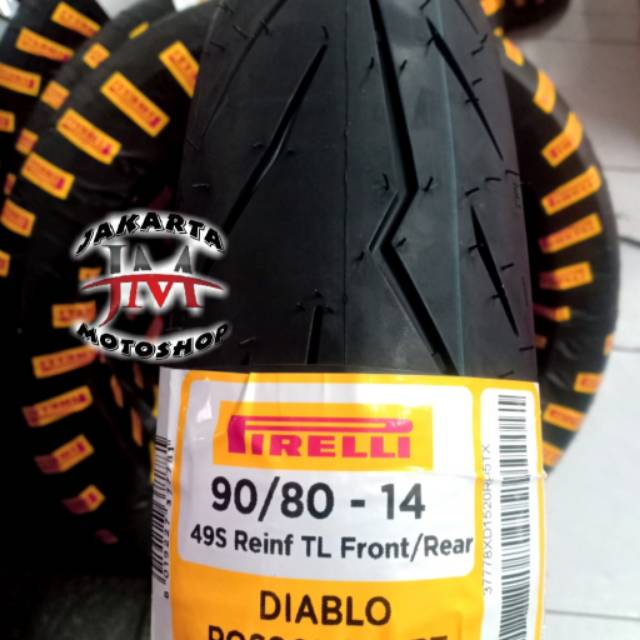 JAKARTA
JM
MOTOSHOP
PIRELLI
90/80 - 14
49S Reinf TL Front/Rear
DIABLO